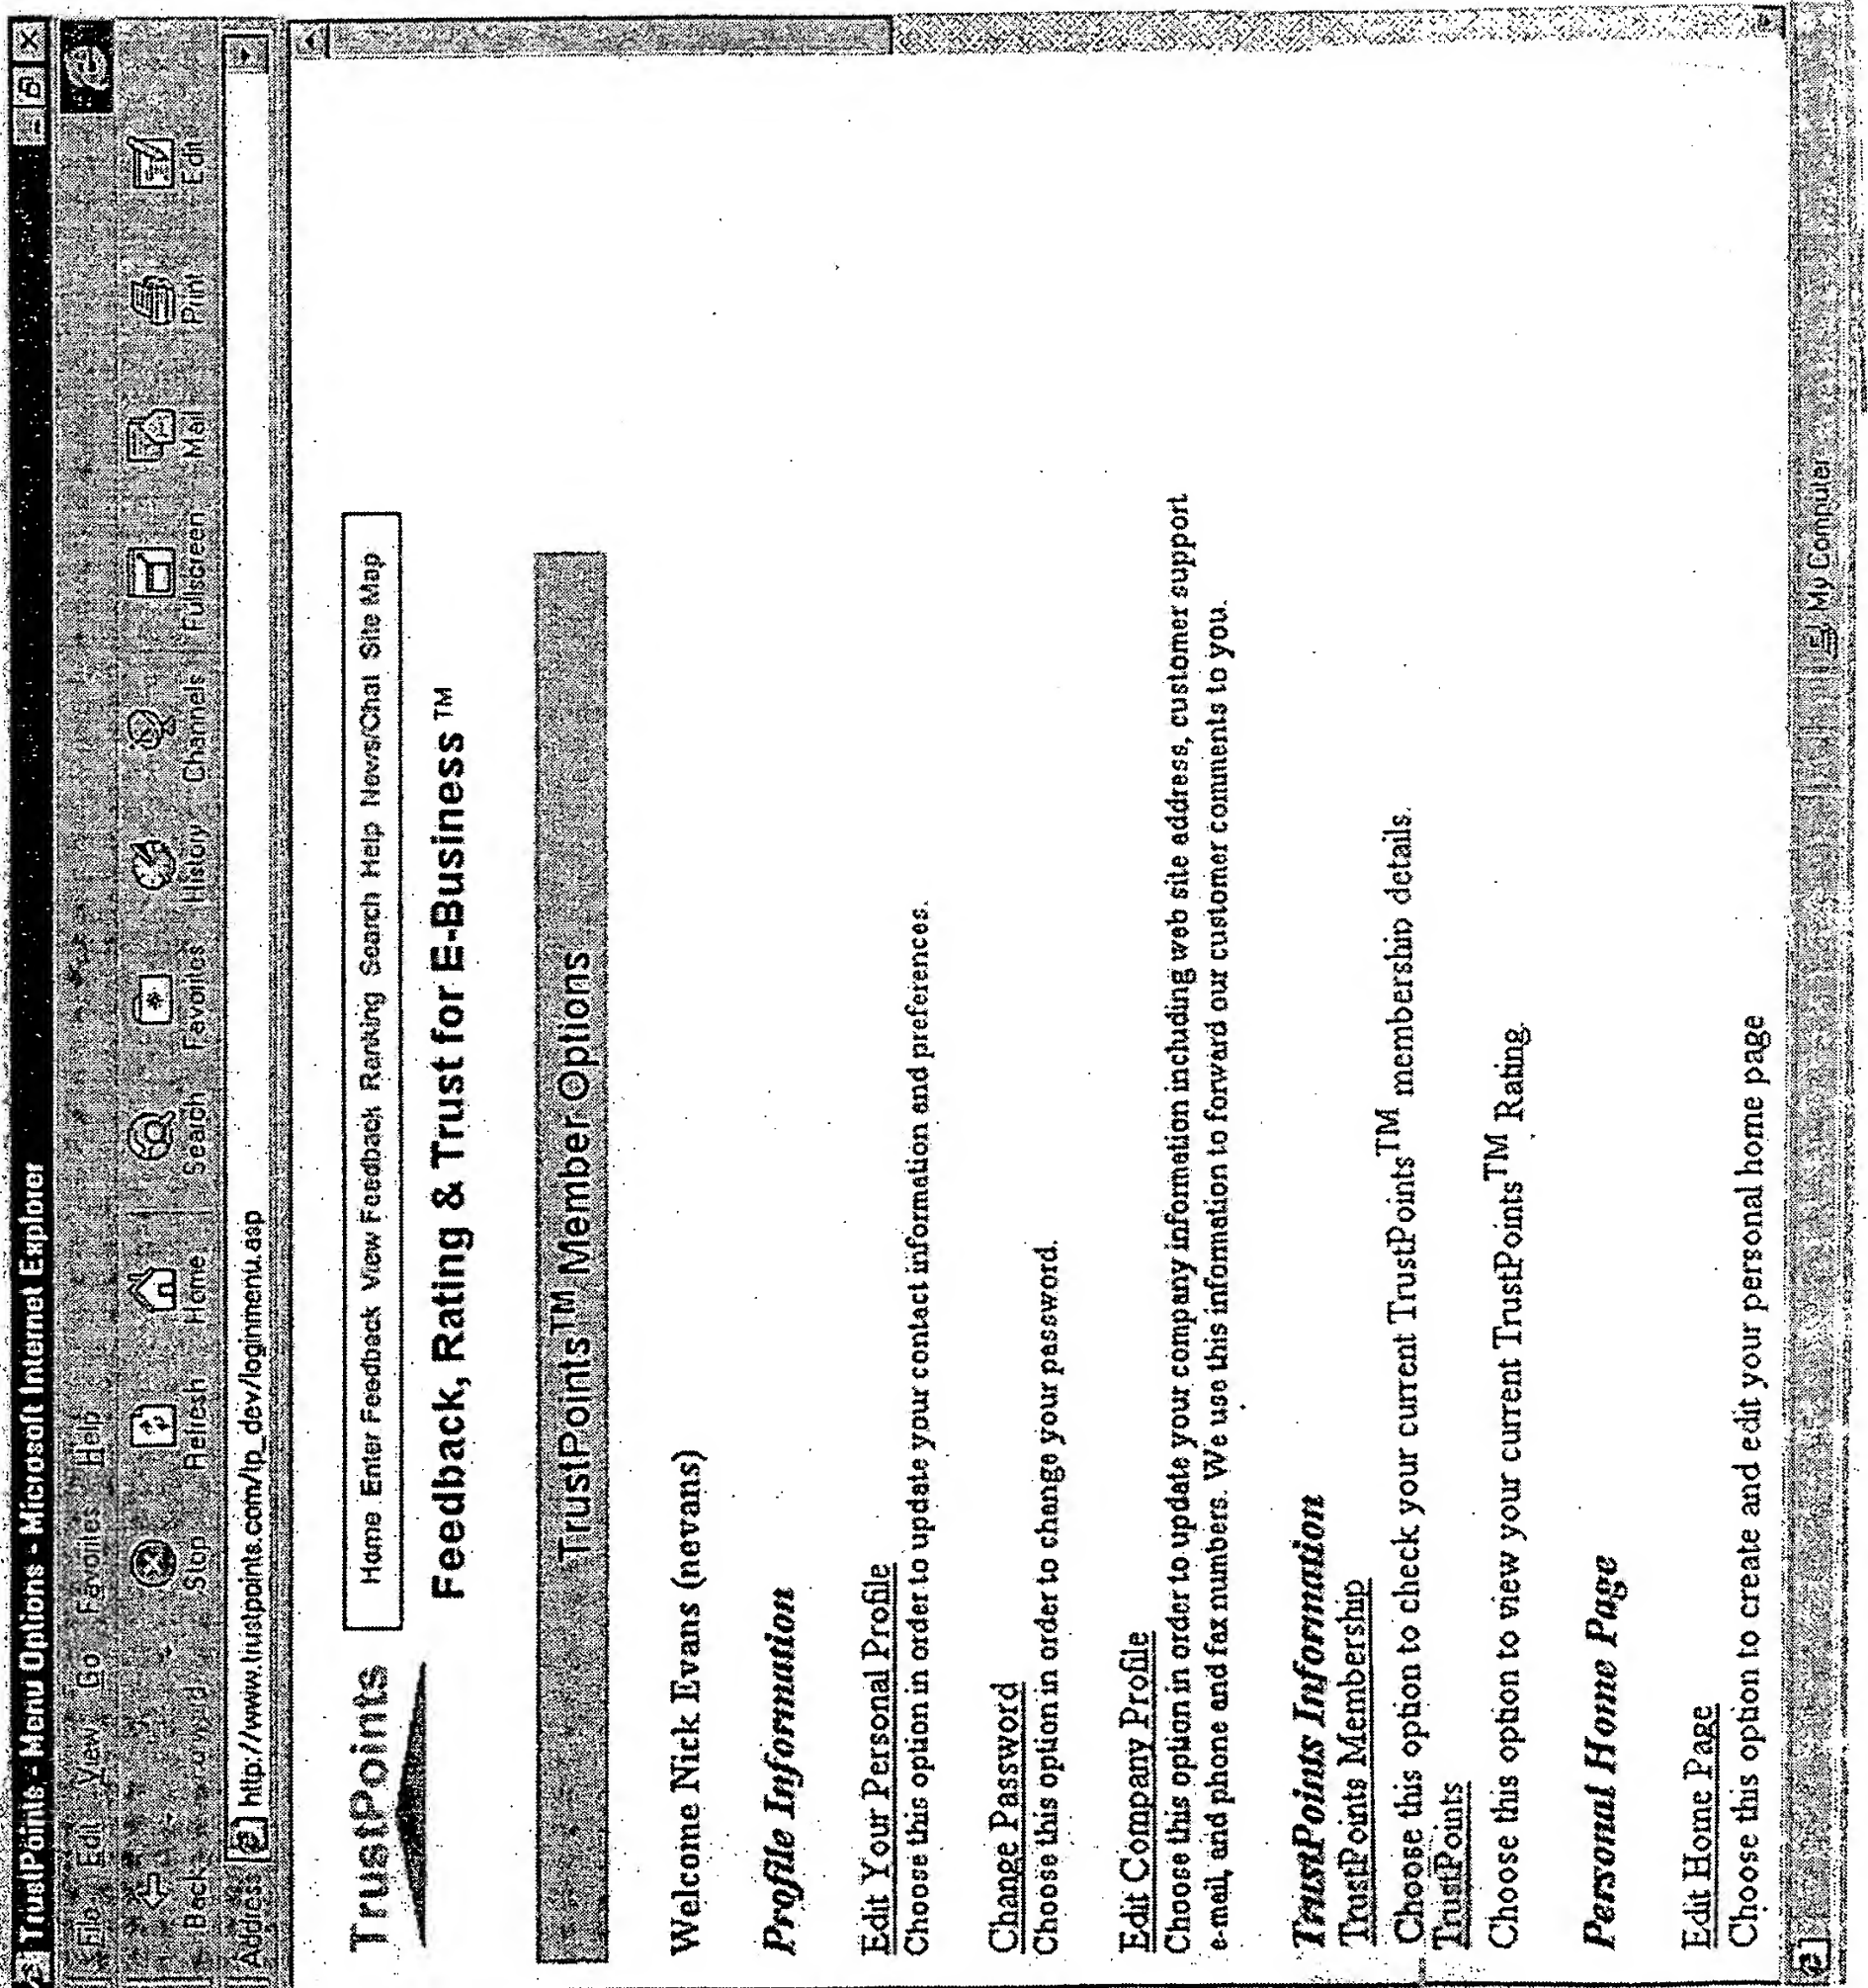 TrustPoints - Menu Options - Microsoft Internet Explorer
File Edit View Go Favorites Help
Back Forward Stop Refresh Home Search Favorites History Channels Fullscreen Mail Print Edit
Address http://www.trustpoints.com/tp_dev/loginmenu.asp
TrustPoints
Home Enter Feedback View Feedback Ranking Search Help News/Chat Site Map
Feedback, Rating & Trust for E-Business™
TrustPoints™ Member Options
Welcome Nick Evans (nevans)
Profile Information
Edit Your Personal Profile
Choose this option in order to update your contact information and preferences.
Change Password
Choose this option in order to change your password.
Edit Company Profile
Choose this option in order to update your company information including web site address, customer support
e-mail, and phone and fax numbers. We use this information to forward our customer comments to you.
TrustPoints Information
TrustPoints Membership
Choose this option to check your current TrustPoints™ membership details.
TrustPoints
Choose this option to view your current TrustPoints™ Rating.
Personal Home Page
Edit Home Page
Choose this option to create and edit your personal home page
My Computer